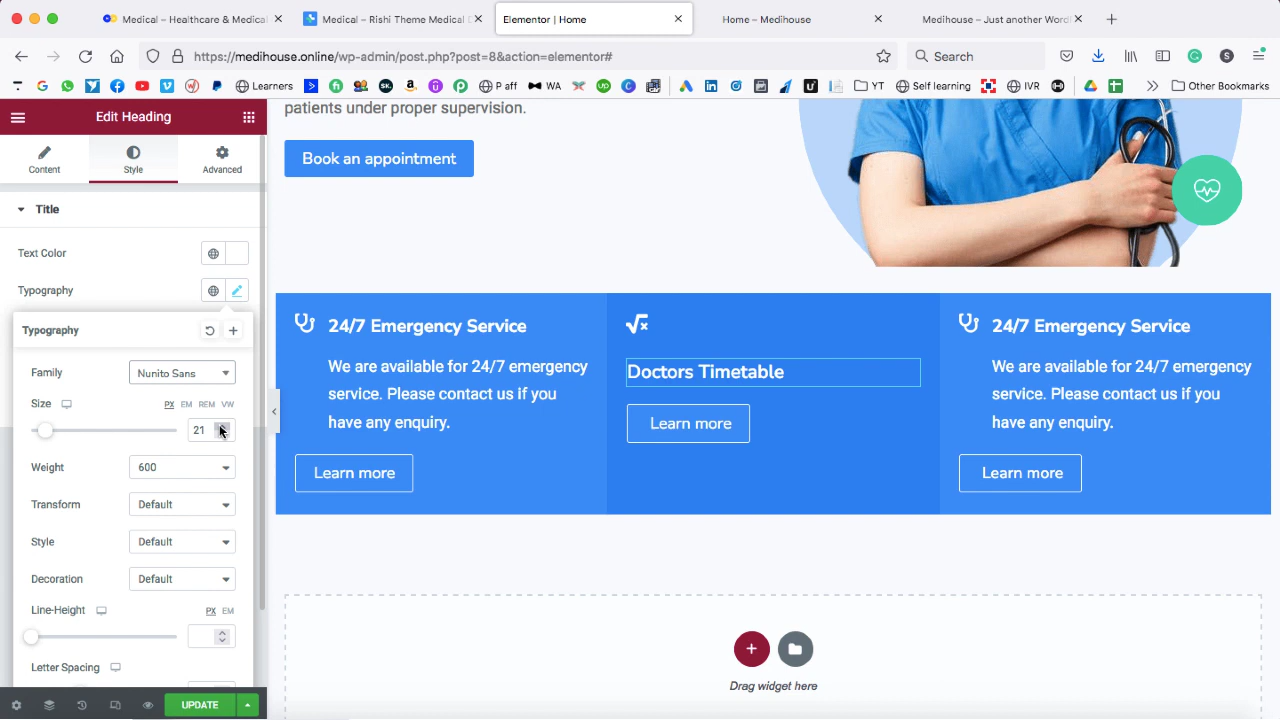 Medical – Healthcare & Medical
Medical – Rishi Theme Medical D
Elementor | Home
Home – Medihouse
Medihouse – Just another Word
https://medihouse.online/wp-admin/post.php?post=8&action=elementor#
Search
S
Learners
P aff
WA
YT
Self learning
IVR
Other Bookmarks
Edit Heading
Content
Style
Advanced
Title
Text Color
Typography
Typography
Family
Nunito Sans
Size
PX EM REM VW
21
Weight
600
Transform
Default
Style
Default
Decoration
Default
Line-Height
PX EM
Letter Spacing
UPDATE
patients under proper supervision.
Book an appointment
24/7 Emergency Service
We are available for 24/7 emergency
service. Please contact us if you
have any enquiry.
Learn more
Doctors Timetable
Learn more
24/7 Emergency Service
We are available for 24/7 emergency
service. Please contact us if you
have any enquiry.
Learn more
Drag widget here